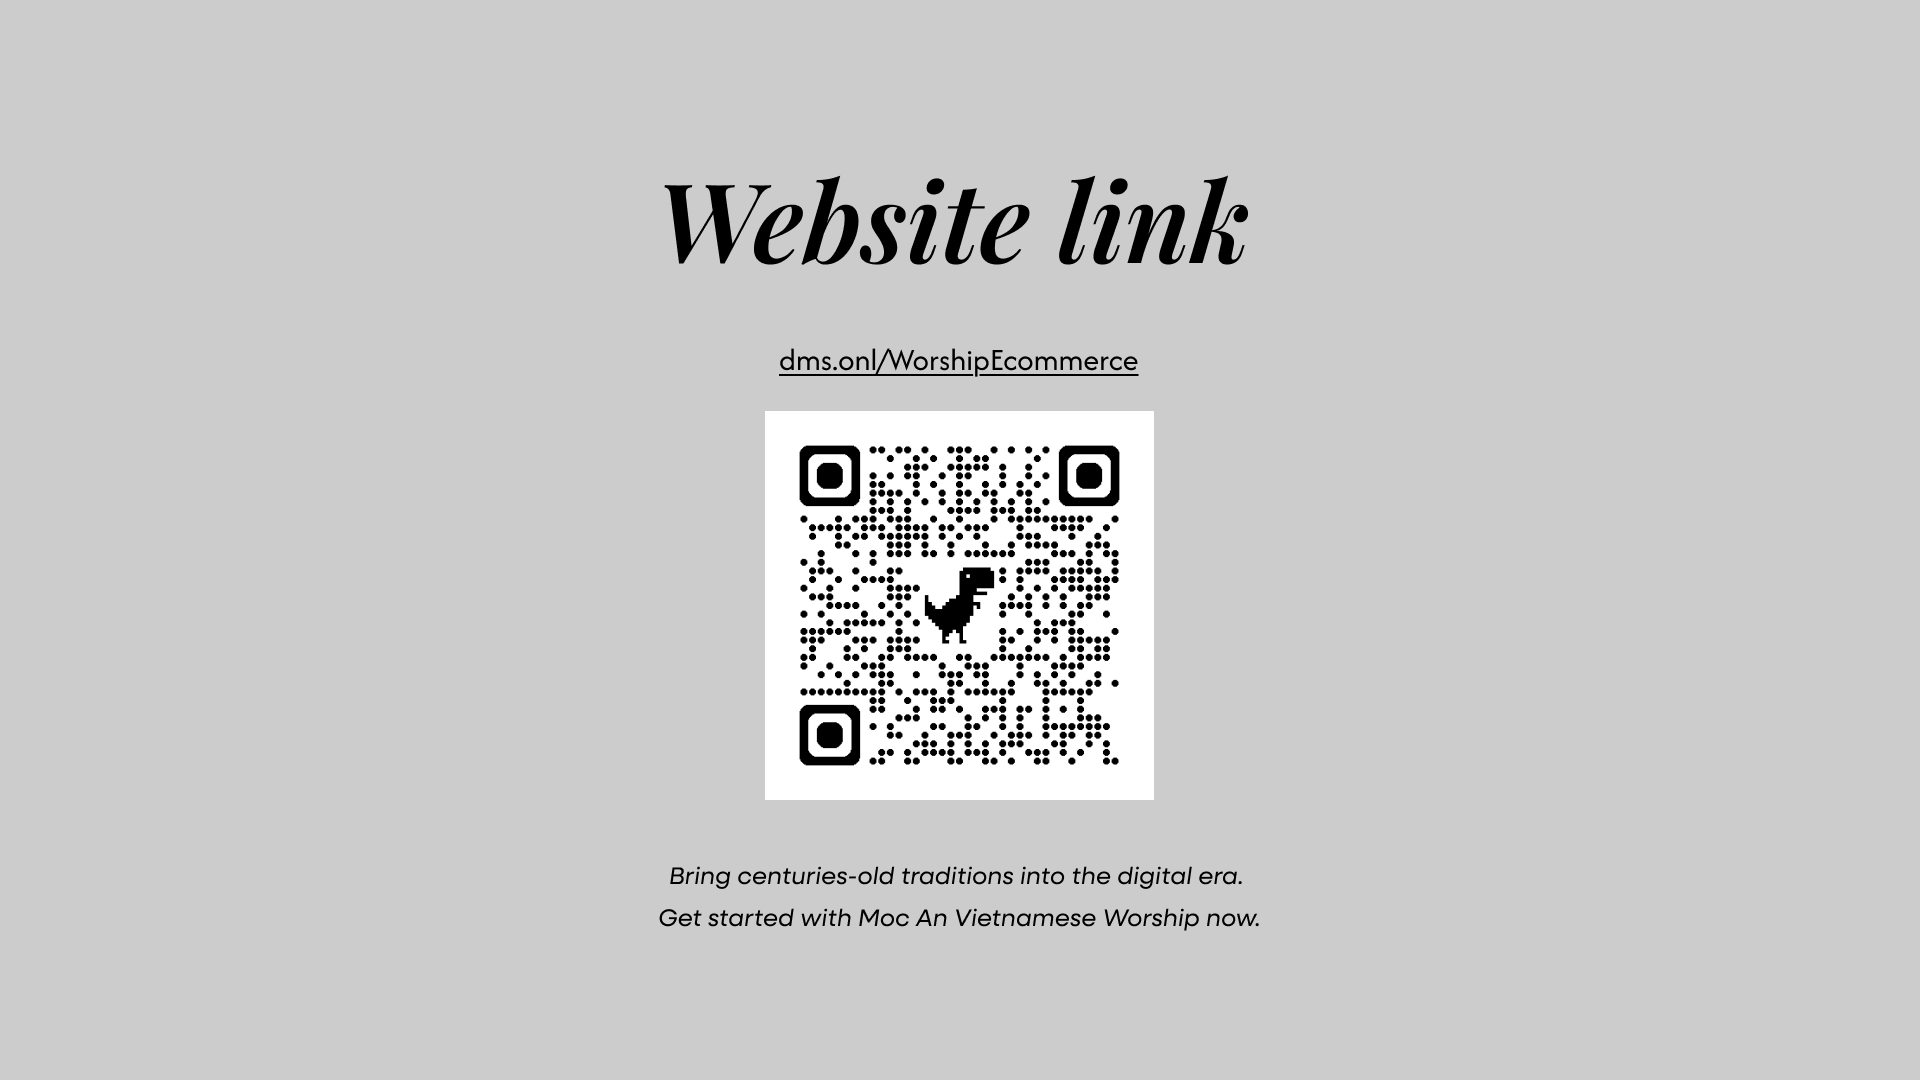 Website link
dms.onl/WorshipEcommerce
Bring centuries-old traditions into the digital era.
Get started with Moc An Vietnamese Worship now.